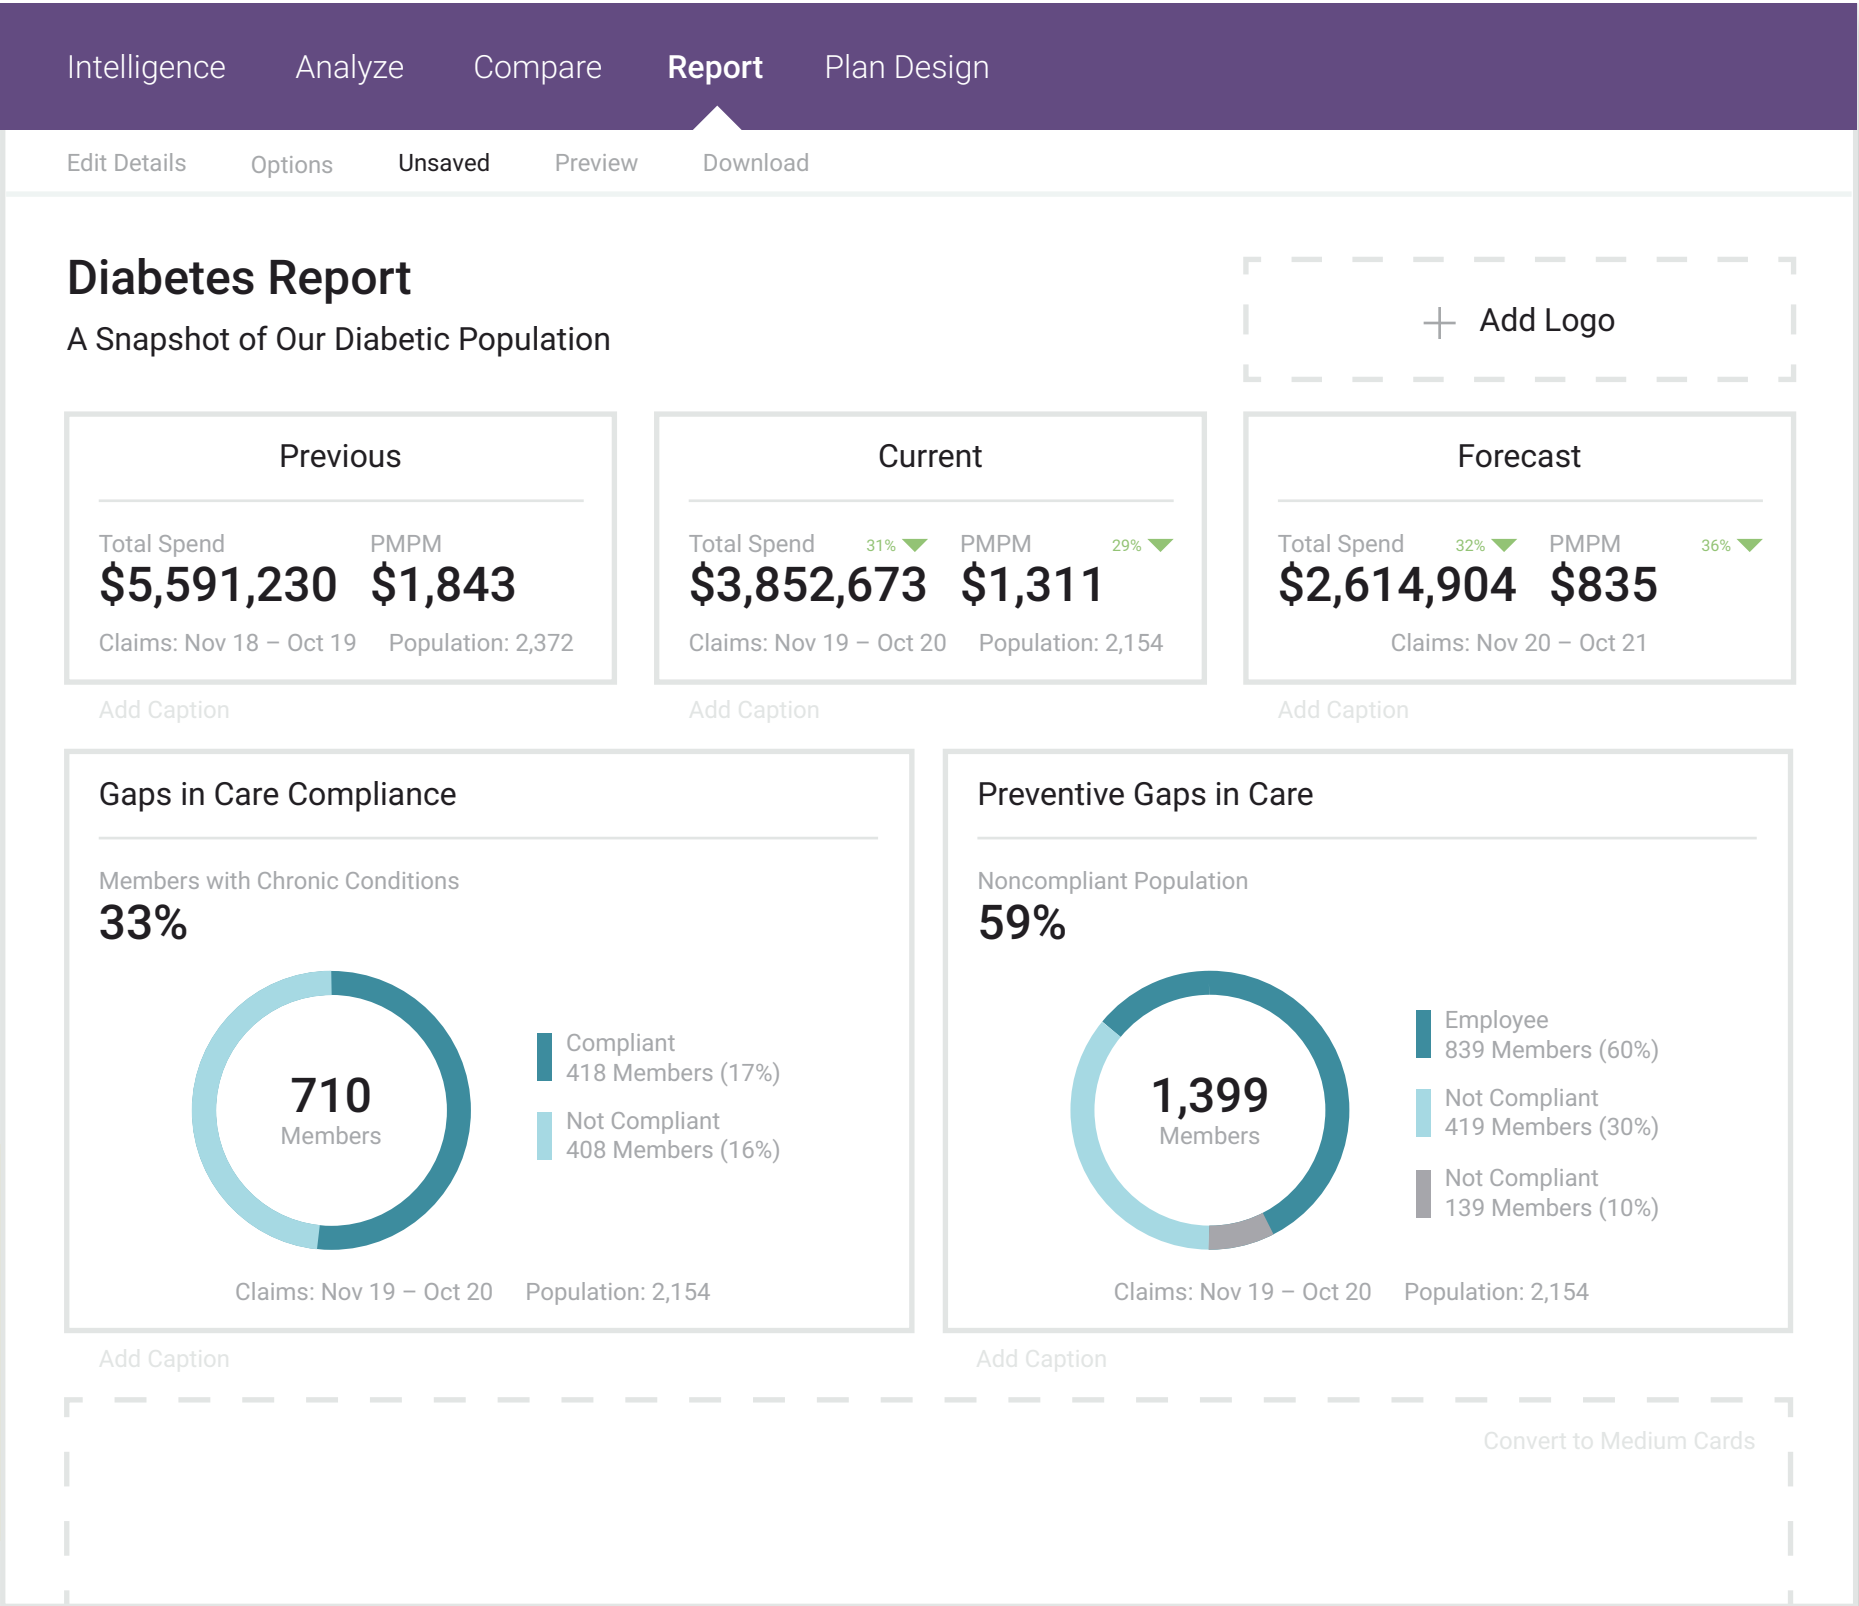 Intelligence Analyze Compare Report Plan Design
Edit Details Options Unsaved Preview Download
Diabetes Report
A Snapshot of Our Diabetic Population
Add Logo
Previous
Total Spend PMPM
$5,591,230 $1,843
Claims: Nov 18 – Oct 19 Population: 2,372
Add Caption
Current
Total Spend 31% PMPM 29%
$3,852,673 $1,311
Claims: Nov 19 – Oct 20 Population: 2,154
Add Caption
Forecast
Total Spend 32% PMPM 36%
$2,614,904 $835
Claims: Nov 20 – Oct 21
Add Caption
Gaps in Care Compliance
Members with Chronic Conditions
33%
710
Members
Compliant
418 Members (17%)
Not Compliant
408 Members (16%)
Claims: Nov 19 – Oct 20 Population: 2,154
Add Caption
Preventive Gaps in Care
Noncompliant Population
59%
1,399
Members
Employee
839 Members (60%)
Not Compliant
419 Members (30%)
Not Compliant
139 Members (10%)
Claims: Nov 19 – Oct 20 Population: 2,154
Add Caption
Convert to Medium Cards